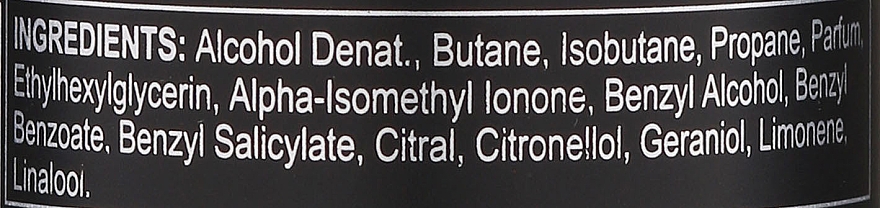 INGREDIENTS: Alcohol Denat., Butane, Isobutane, Propane, Parfum,
Ethylhexylglycerin, Alpha-Isomethyl Ionone, Benzyl Alcohol, Benzyl
Benzoate, Benzyl Salicylate, Citral, Citronellol, Geraniol, Limonene,
Linalool.